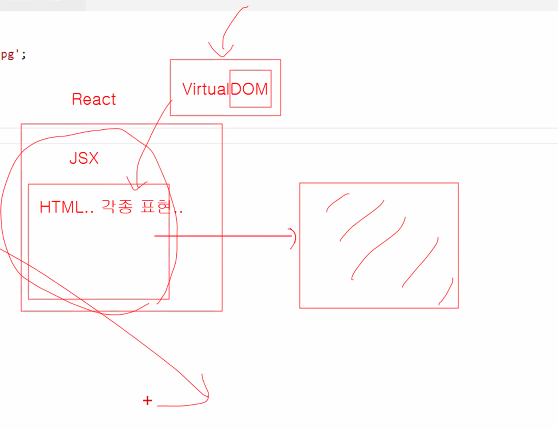 pg';
VirtualDOM
React
JSX
HTML.. 각종 표현..
+